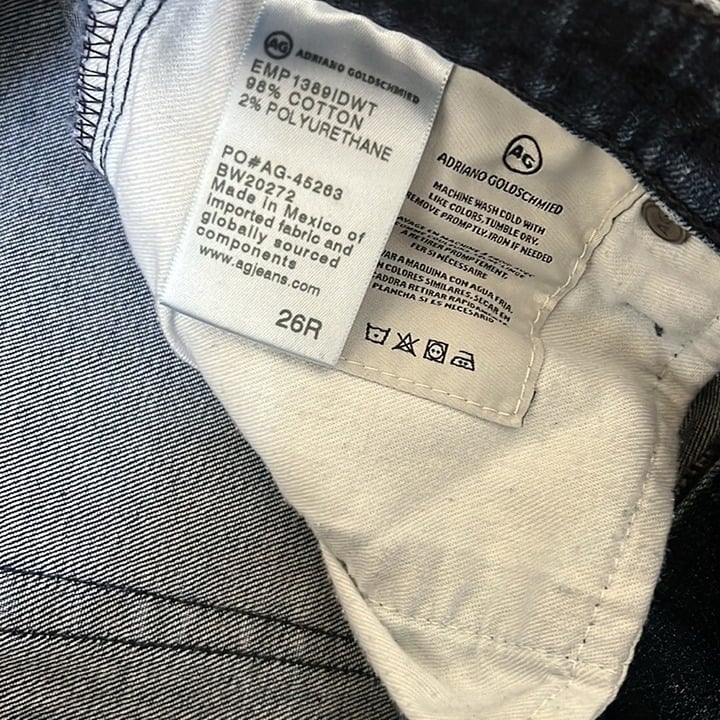 AG ADRIANO GOLDSCHMIED
EMP1389IDWT
98% COTTON
2% POLYURETHANE
PO#AG-45263
BW20272
Made in Mexico of
imported fabric and
globally sourced
components
www.agjeans.com
26R
AG
ADRIANO GOLDSCHMIED
MACHINE WASH COLD WITH
LIKE COLORS. TUMBLE DRY.
REMOVE PROMPTLY. IRON IF NEEDED
A RETIRER PROMPTEMENT.
FER SI NÉCESSAIRE
MAQUINA CON AGUA FRIA.
COLORES SIMILARES. SECAR EN
RETIRAR
PLANCHA SI ES NECESARIO